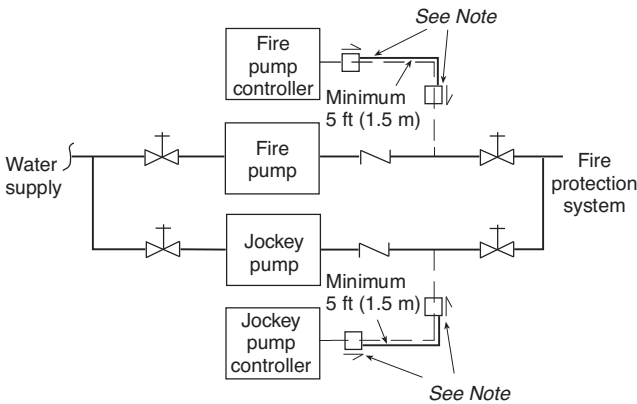 See Note
Fire
pump
controller
Minimum
5 ft (1.5 m)
Water
supply
Fire
pump
Fire
protection
system
Jockey
pump
Minimum
5 ft (1.5 m)
Jockey
pump
controller
See Note